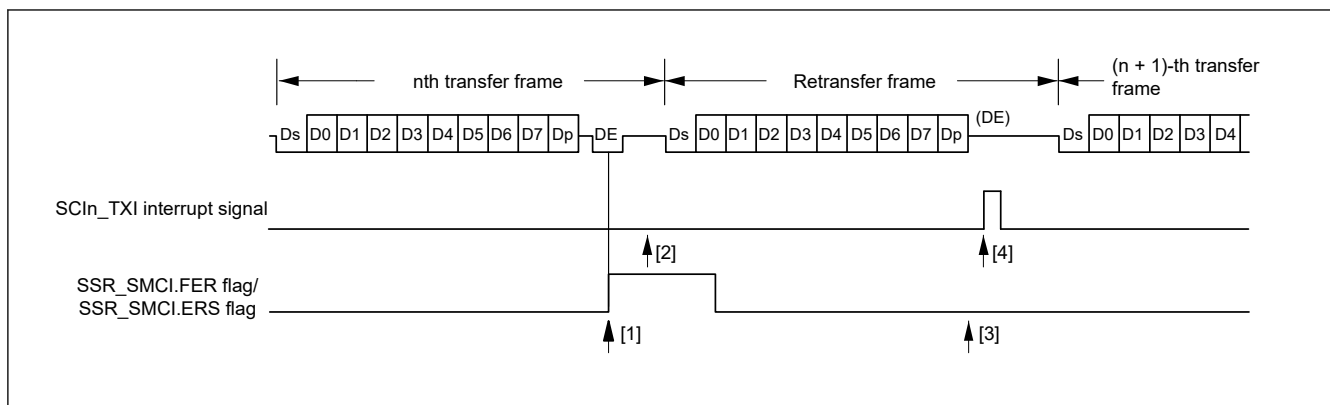 nth transfer frame
Retransfer frame
(n + 1)-th transfer
frame
Ds D0 D1 D2 D3 D4 D5 D6 D7 Dp DE Ds D0 D1 D2 D3 D4 D5 D6 D7 Dp (DE) Ds D0 D1 D2 D3 D4
SCIn_TXI interrupt signal
[2] [4]
SSR_SMCI.FER flag/
SSR_SMCI.ERS flag
[1] [3]